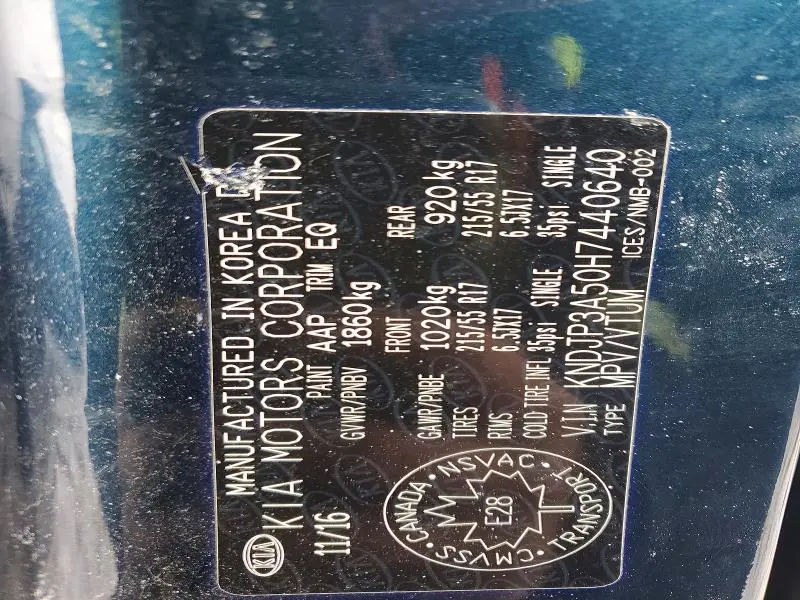 KIA
MANUFACTURED IN KOREA
KIA MOTORS CORPORATION
11/16 PAINT AAP TRIM EQ
GVWR/PNBV 1860kg
FRONT REAR
GAWR/PNBE 1020kg 920kg
TIRES 215/55 R17 215/55 R17
RIMS 6.5JX17 6.5JX17
COLD TIRE INFL 35psi SINGLE 35psi SINGLE
V.I.N KNDJP3A50H7440640
TYPE MPV/VTUM ICES/NMB-002
CANADA · NSVAC
E28
CMVSS · TRANSPORT